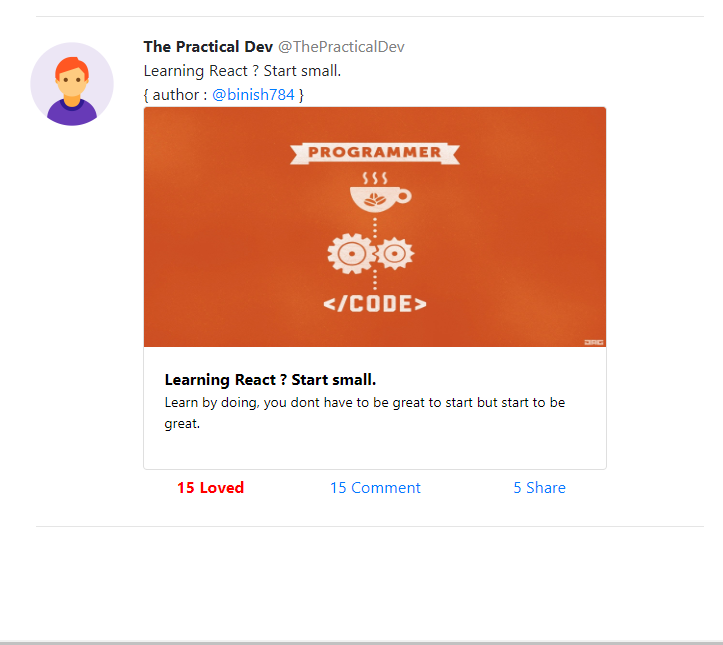 The Practical Dev @ThePracticalDev
Learning React ? Start small.
{ author : @binish784 }
PROGRAMMER
</CODE>
Learning React ? Start small.
Learn by doing, you dont have to be great to start but start to be
great.
15 Loved 15 Comment 5 Share